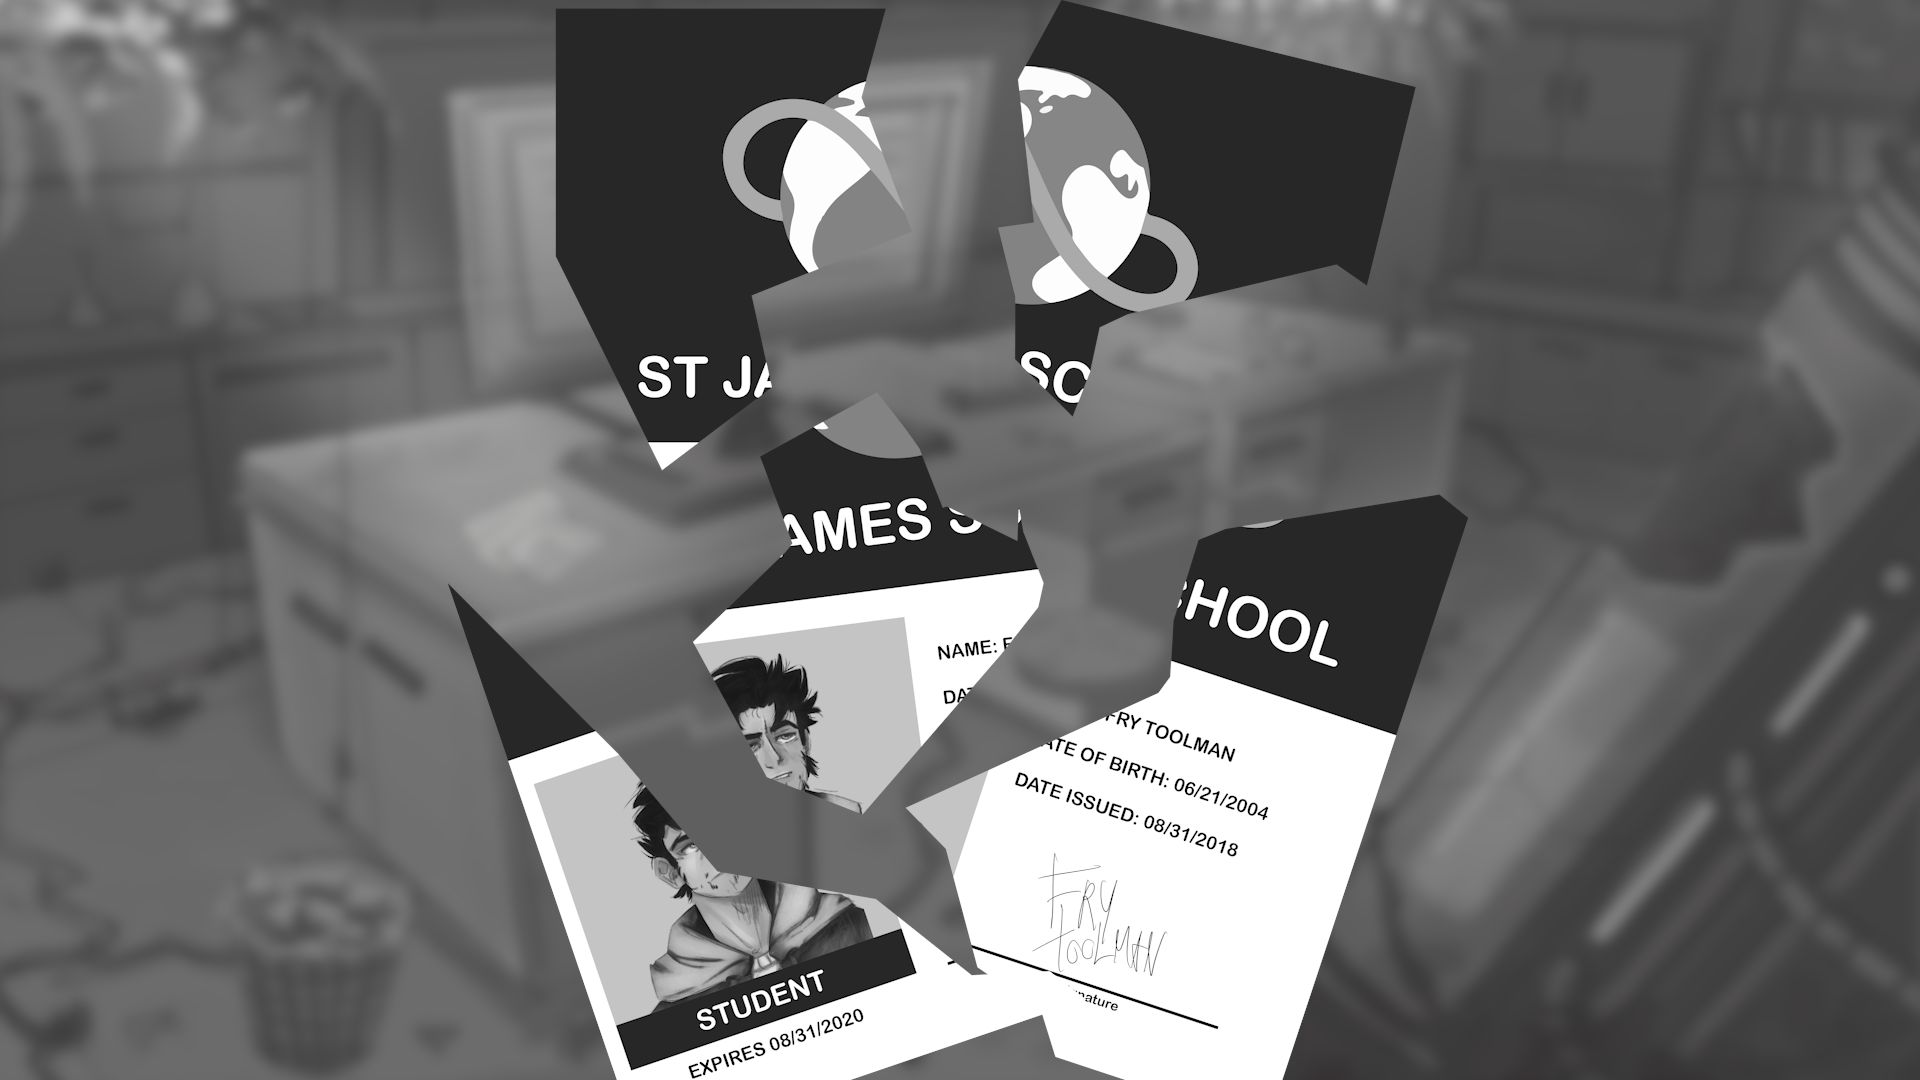 ST JA
SC
AMES S
CHOOL
NAME: F
DAT
FRY TOOLMAN
ATE OF BIRTH: 06/21/2004
DATE ISSUED: 08/31/2018
FRY
TOOLMAN
nature
STUDENT
EXPIRES 08/31/2020